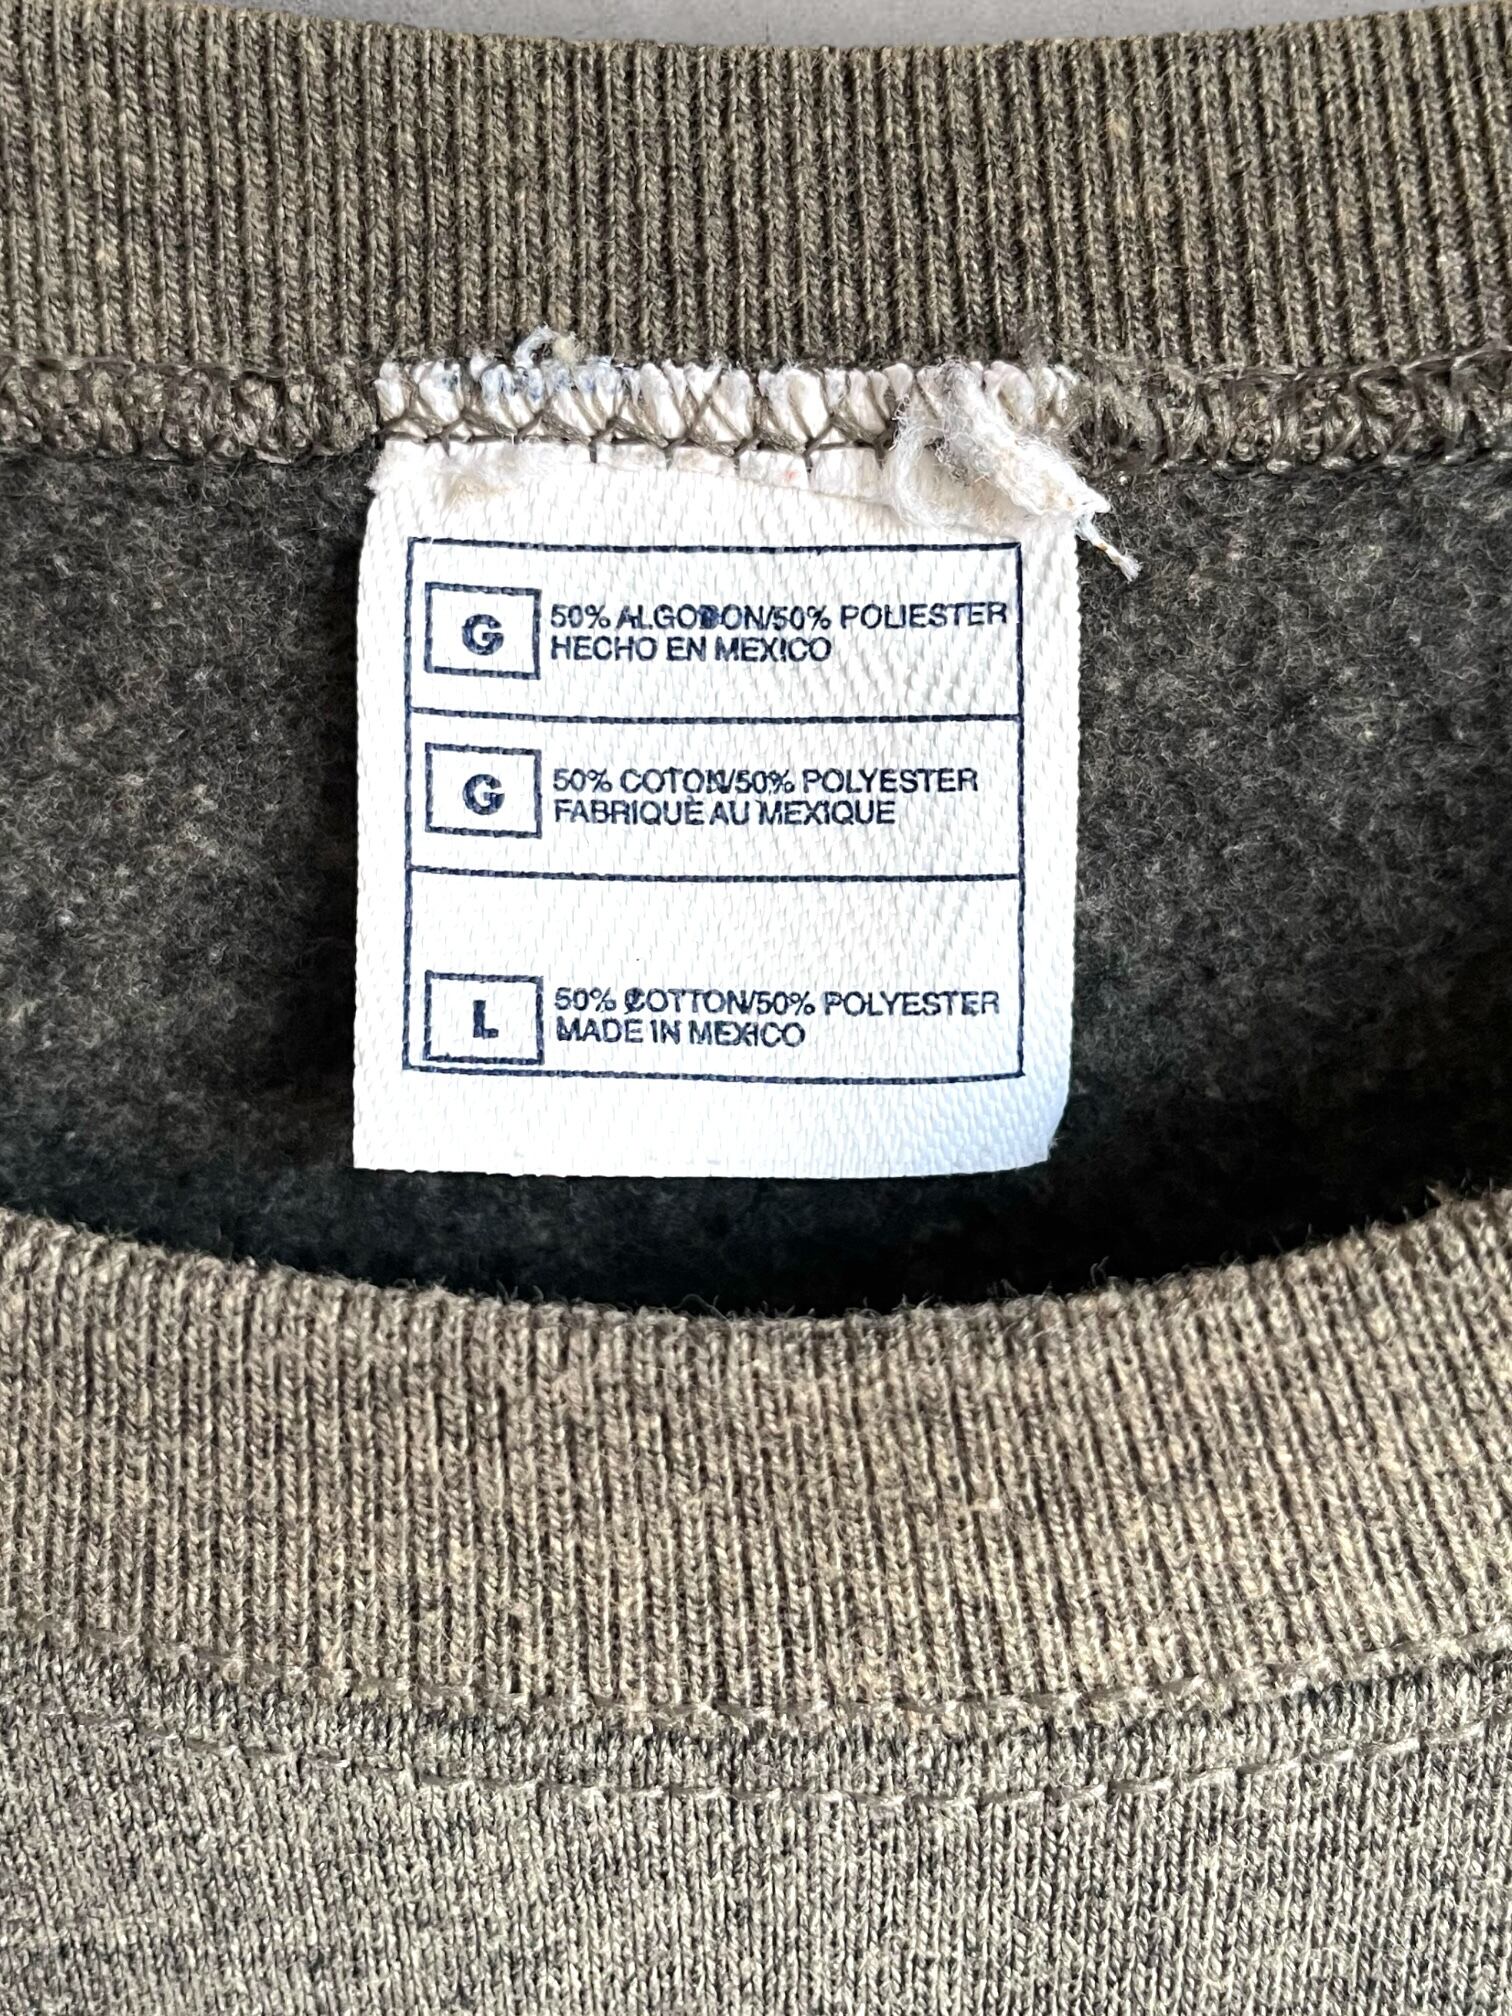 G
50% ALGODON/50% POLIESTER
HECHO EN MEXICO
G
50% COTON/50% POLYESTER
FABRIQUÈ AU MEXIQUE
L
50% COTTON/50% POLYESTER
MADE IN MEXICO